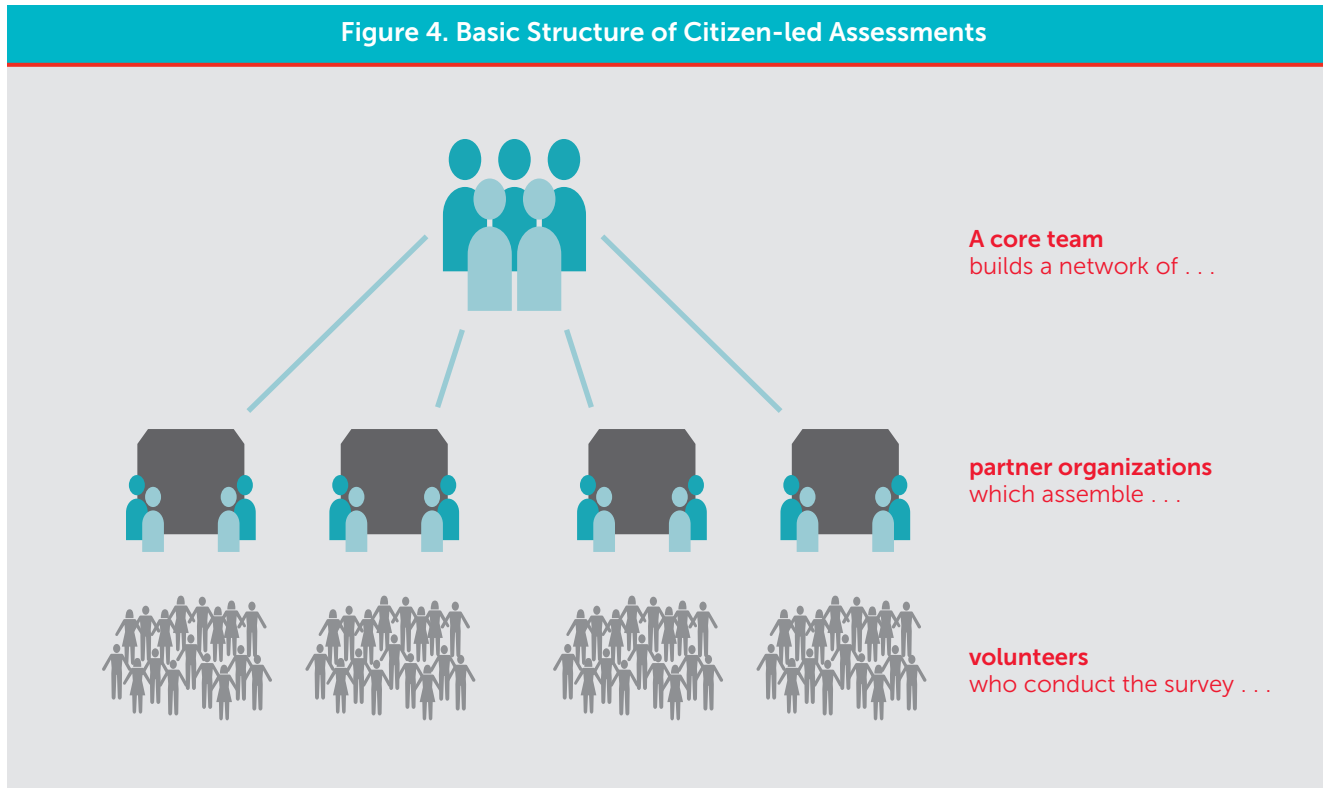 Figure 4. Basic Structure of Citizen-led Assessments
A core team
builds a network of . . .
partner organizations
which assemble . . .
volunteers
who conduct the survey . . .